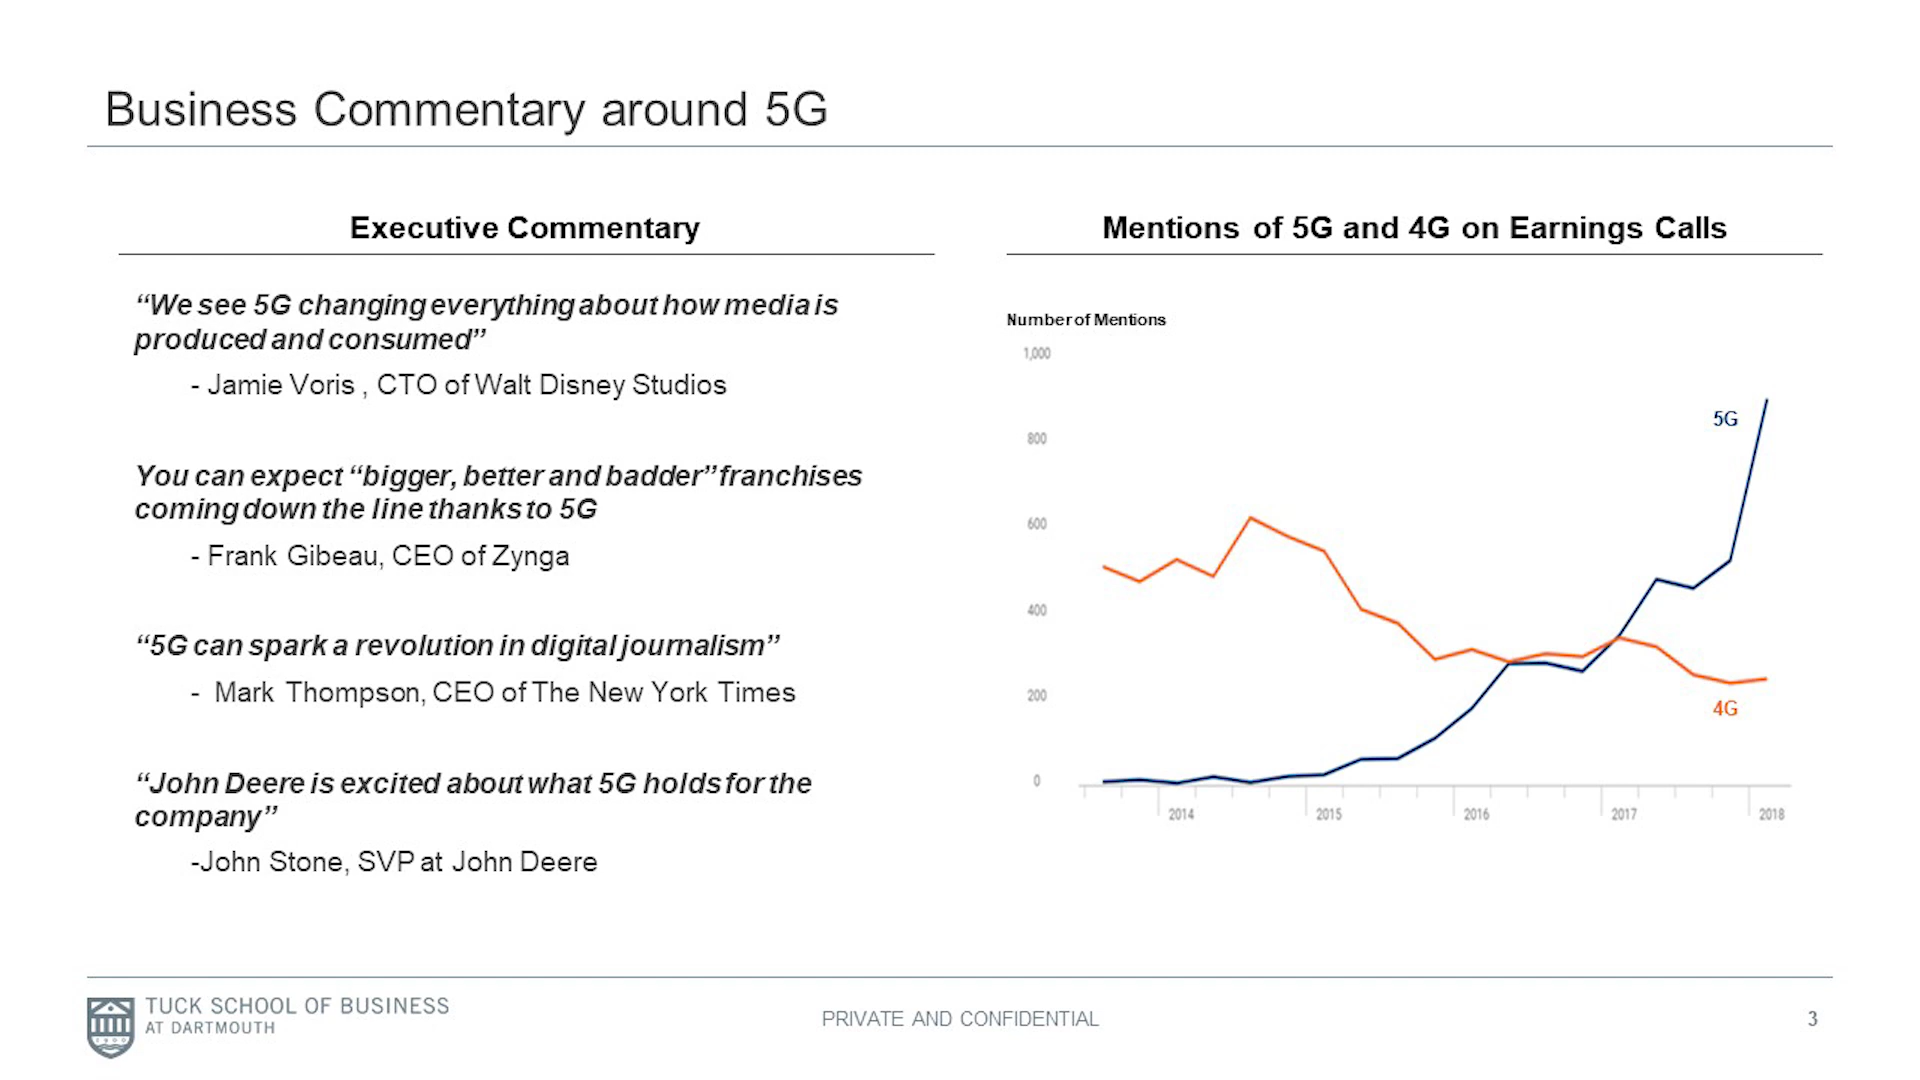 Business Commentary around 5G
Executive Commentary
“We see 5G changing everything about how media is
produced and consumed”
- Jamie Voris , CTO of Walt Disney Studios
You can expect “bigger, better and badder” franchises
coming down the line thanks to 5G
- Frank Gibeau, CEO of Zynga
“5G can spark a revolution in digital journalism”
- Mark Thompson, CEO of The New York Times
“John Deere is excited about what 5G holds for the
company”
-John Stone, SVP at John Deere
Mentions of 5G and 4G on Earnings Calls
Number of Mentions
1,000
800
600
400
200
0
5G
4G
2014 2015 2016 2017 2018
TUCK SCHOOL OF BUSINESS
AT DARTMOUTH
1900
PRIVATE AND CONFIDENTIAL
3